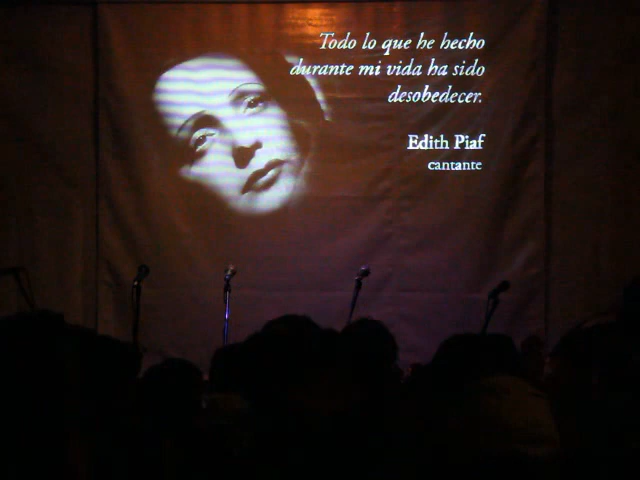 Todo lo que he hecho
durante mi vida ha sido
desobedecer.
Edith Piaf
cantante